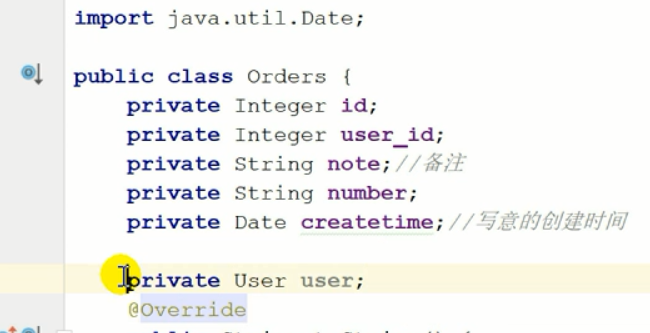 import java.util.Date;
public class Orders {
private Integer id;
private Integer user_id;
private String note;//备注
private String number;
private Date createtime;//写意的创建时间
private User user;
@Override